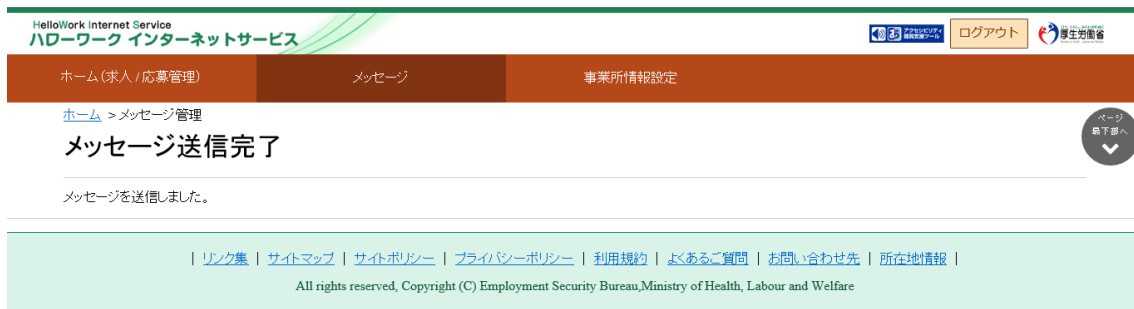 HelloWork Internet Service
ハローワーク インターネットサービス
ログアウト
厚生労働省
ホーム(求人/応募管理)
メッセージ
事業所情報設定
ホーム >メッセージ管理
ページ
最下部へ
メッセージ送信完了
メッセージを送信しました。
| リンク集 | サイトマップ | サイトポリシー | プライバシーポリシー | 利用規約 | よくあるご質問 | お問い合わせ先 | 所在地情報 |
All rights reserved, Copyright (C) Employment Security Bureau,Ministry of Health, Labour and Welfare